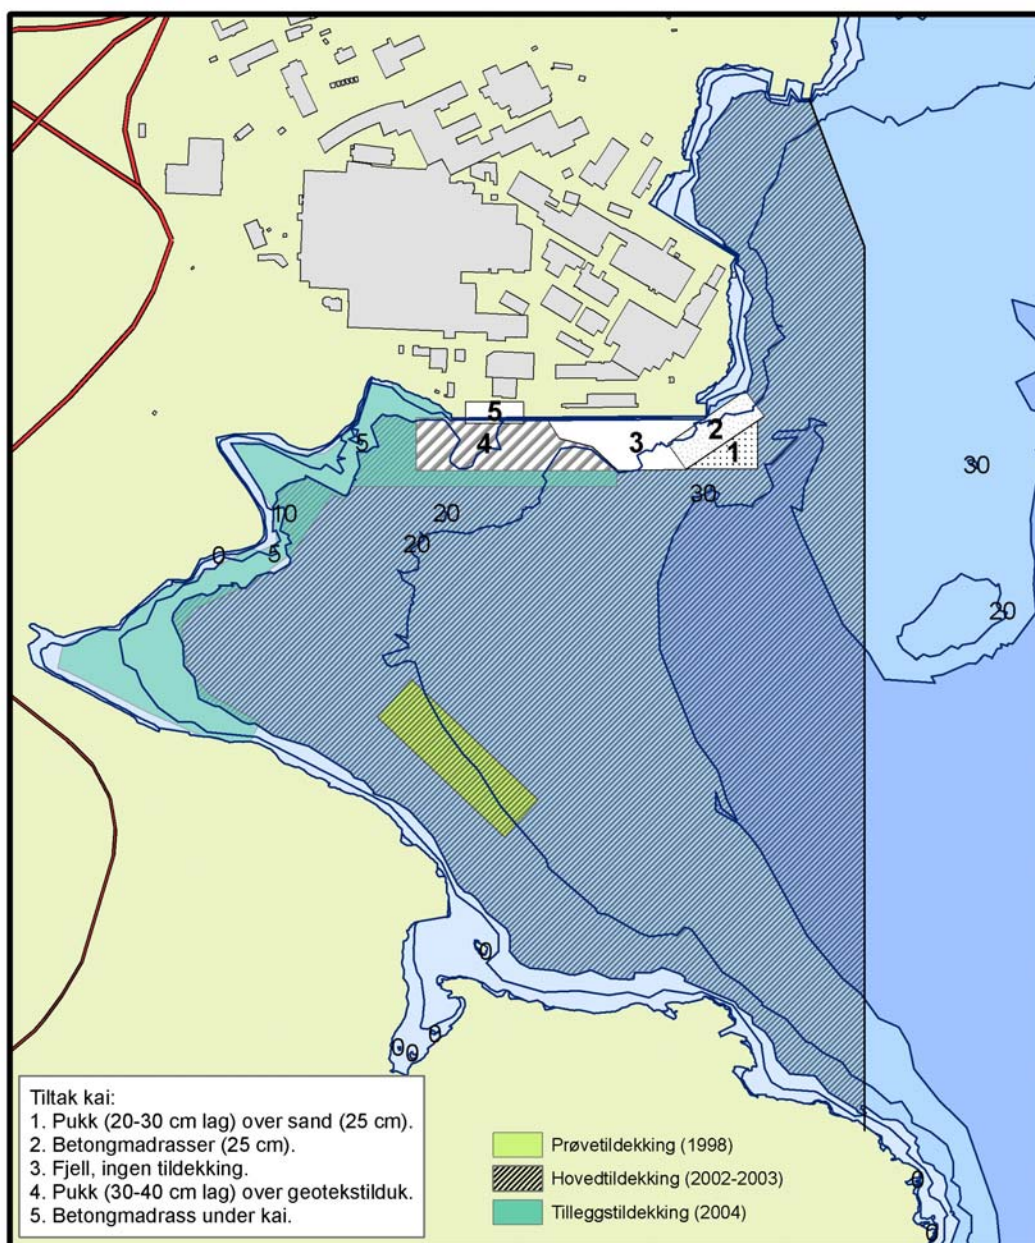 5
4
3
2
1
5
10
20
30
30
0
5
20
20
0
0
0
0
0
0
Tiltak kai:
1. Pukk (20-30 cm lag) over sand (25 cm).
2. Betongmadrasser (25 cm).
3. Fjell, ingen tildekking.
4. Pukk (30-40 cm lag) over geotekstilduk.
5. Betongmadrass under kai.
Prøvetildekking (1998)
Hovedtildekking (2002-2003)
Tilleggstildekking (2004)